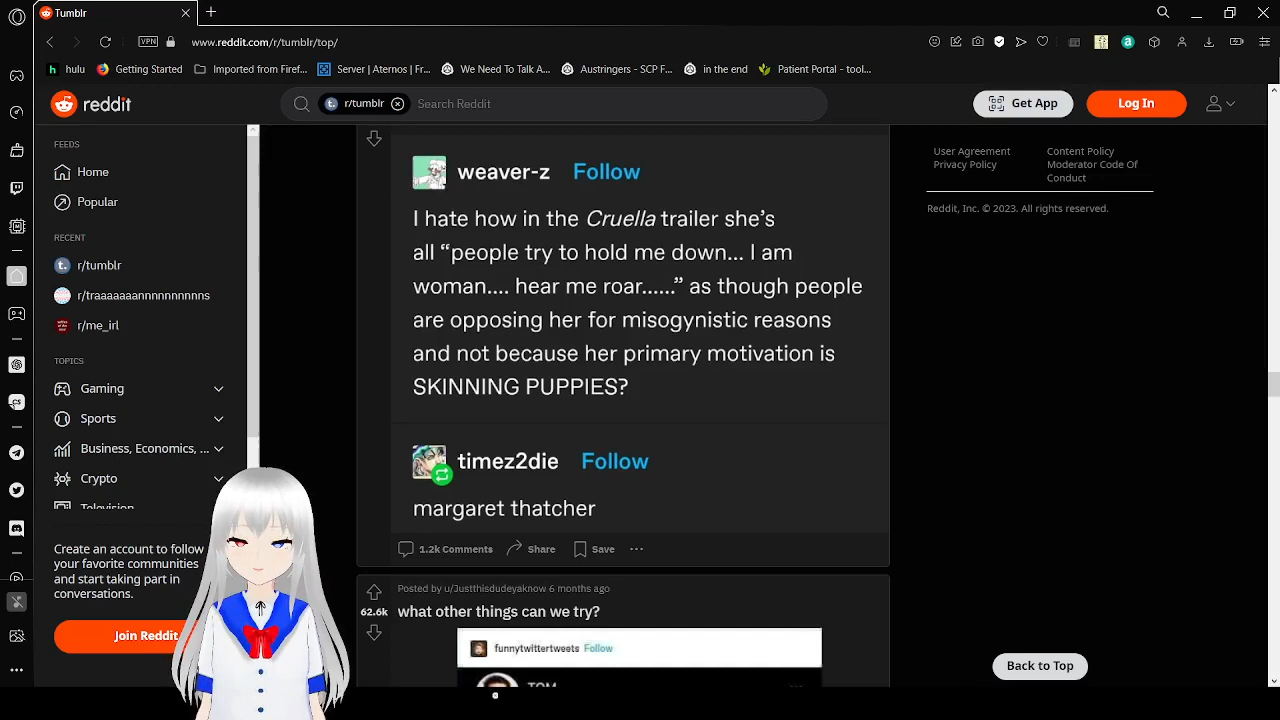 Tumblr
www.reddit.com/r/tumblr/top/
VPN
hulu
Getting Started
Imported from Firef...
Server | Aternos | Fr...
We Need To Talk A...
Austringers - SCP F...
in the end
Patient Portal - tool...
reddit
r/tumblr
Search Reddit
Get App
Log In
FEEDS
Home
Popular
RECENT
r/tumblr
r/traaaaaaannnnnnnnnns
r/me_irl
TOPICS
Gaming
Sports
Business, Economics, ...
Crypto
Television
Create an account to follow
your favorite communities
and start taking part in
conversations.
Join Reddit
weaver-z Follow
I hate how in the Cruella trailer she’s
all “people try to hold me down... I am
woman.... hear me roar......” as though people
are opposing her for misogynistic reasons
and not because her primary motivation is
SKINNING PUPPIES?
timez2die Follow
margaret thatcher
1.2k Comments
Share
Save
Posted by u/Justthisdudeyaknow 6 months ago
62.6k
what other things can we try?
funnytwittertweets Follow
TOM
User Agreement
Privacy Policy
Content Policy
Moderator Code Of
Conduct
Reddit, Inc. © 2023. All rights reserved.
Back to Top